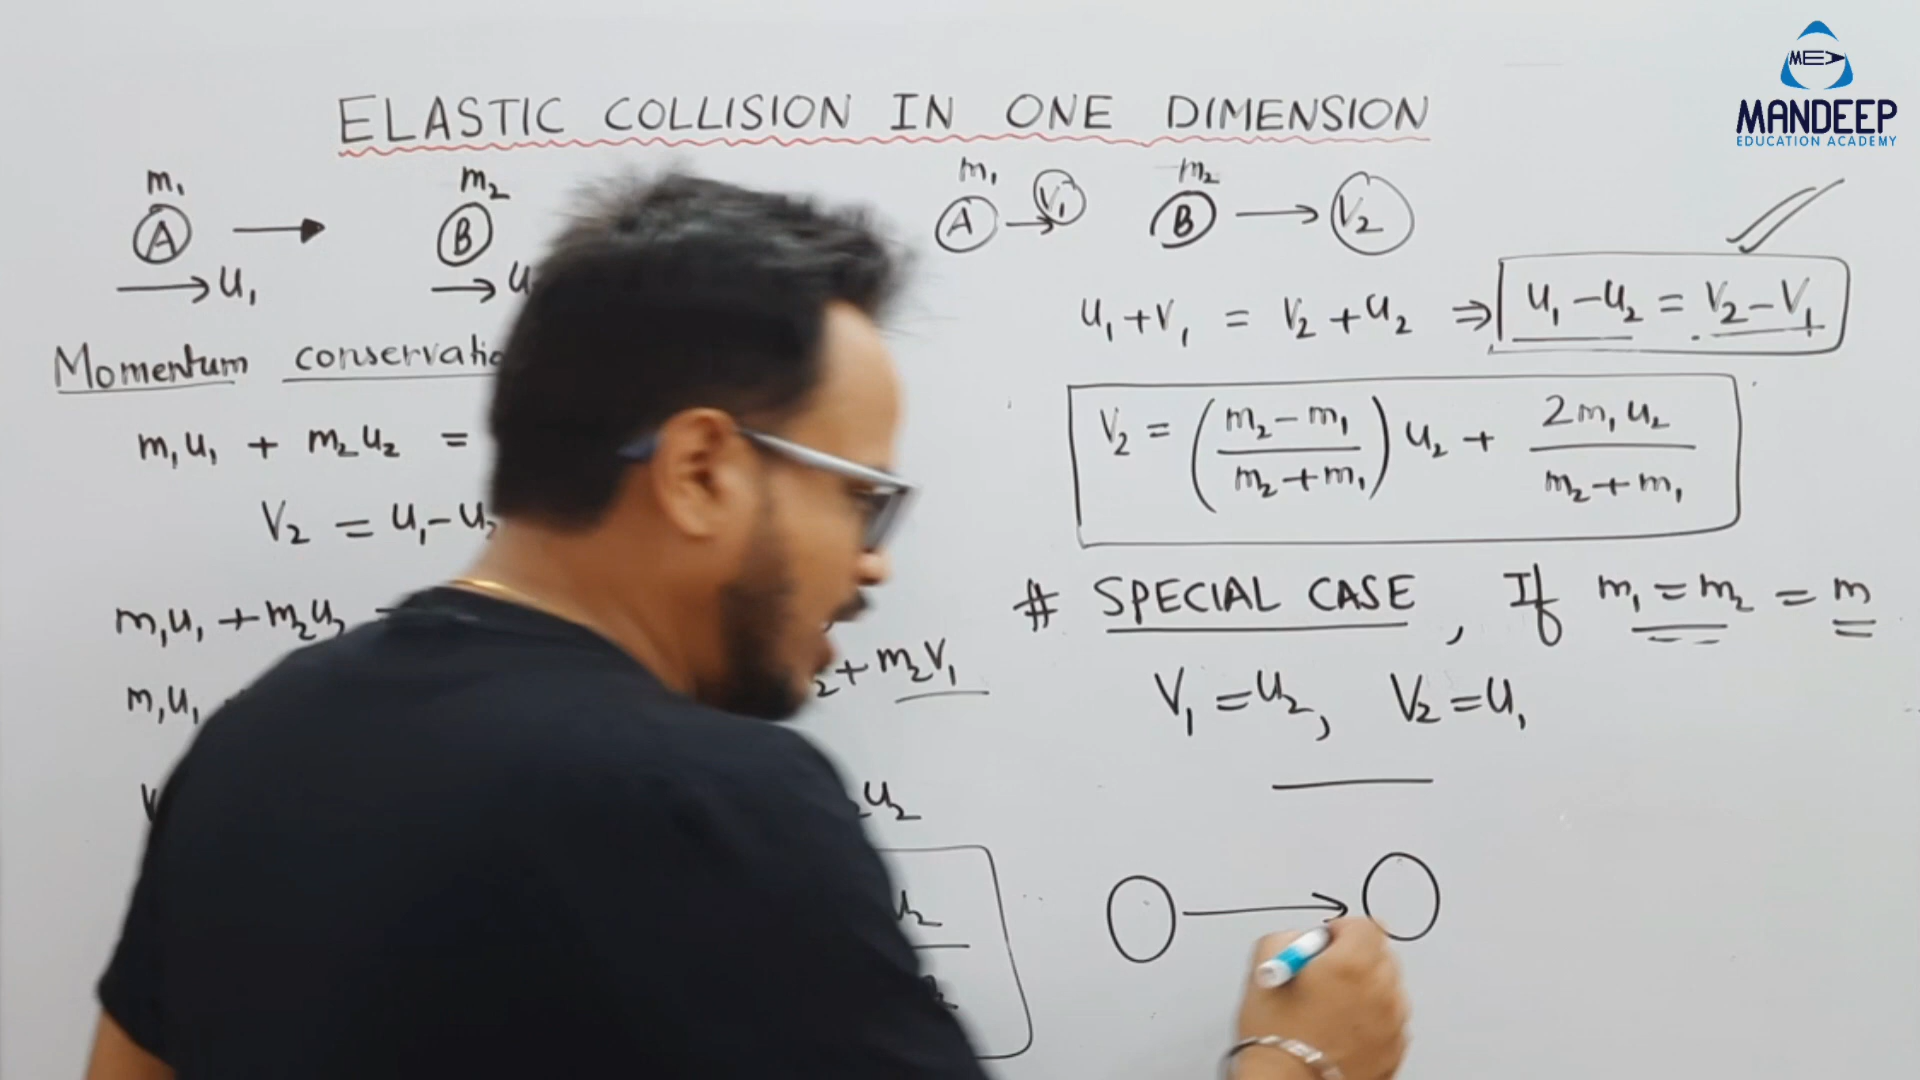 MEA
MANDEEP
EDUCATION ACADEMY
ELASTIC COLLISION IN ONE DIMENSION
m₁ m₂ m₁ m₂
A → B A → V₁ B → V₂
→ u₁ → u
Momentum conservatio
m₁u₁ + m₂u₂ =
V₂ = u₁-u₂
m₁u₁ + m₂u₂
m₁u₁
+ m₂V₁
u₂
u₂
u₁+V₁ = V₂+u₂ ⇒ u₁-u₂ = V₂-V₁
V₂ = (m₂-m₁/m₂+m₁) u₂ + 2m₁u₂/m₂+m₁
# SPECIAL CASE, If m₁=m₂=m
V₁=u₂, V₂=u₁